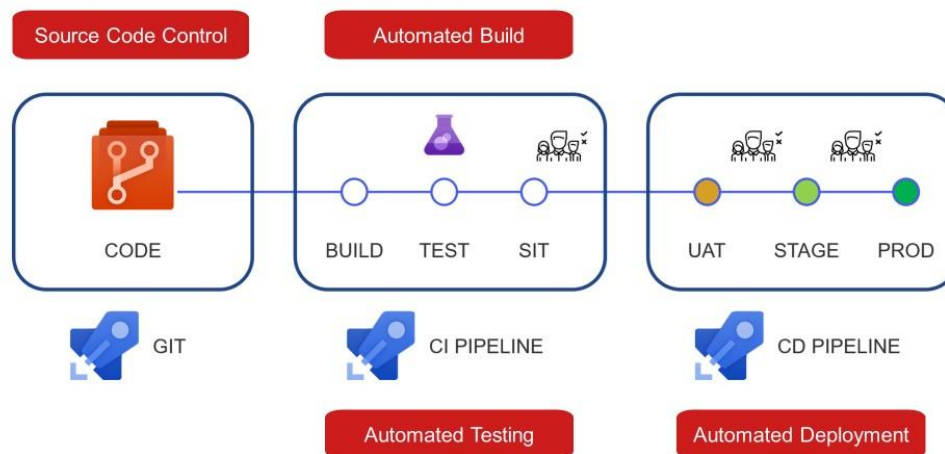 Source Code Control
Automated Build
CODE
BUILD
TEST
SIT
UAT
STAGE
PROD
GIT
CI PIPELINE
CD PIPELINE
Automated Testing
Automated Deployment